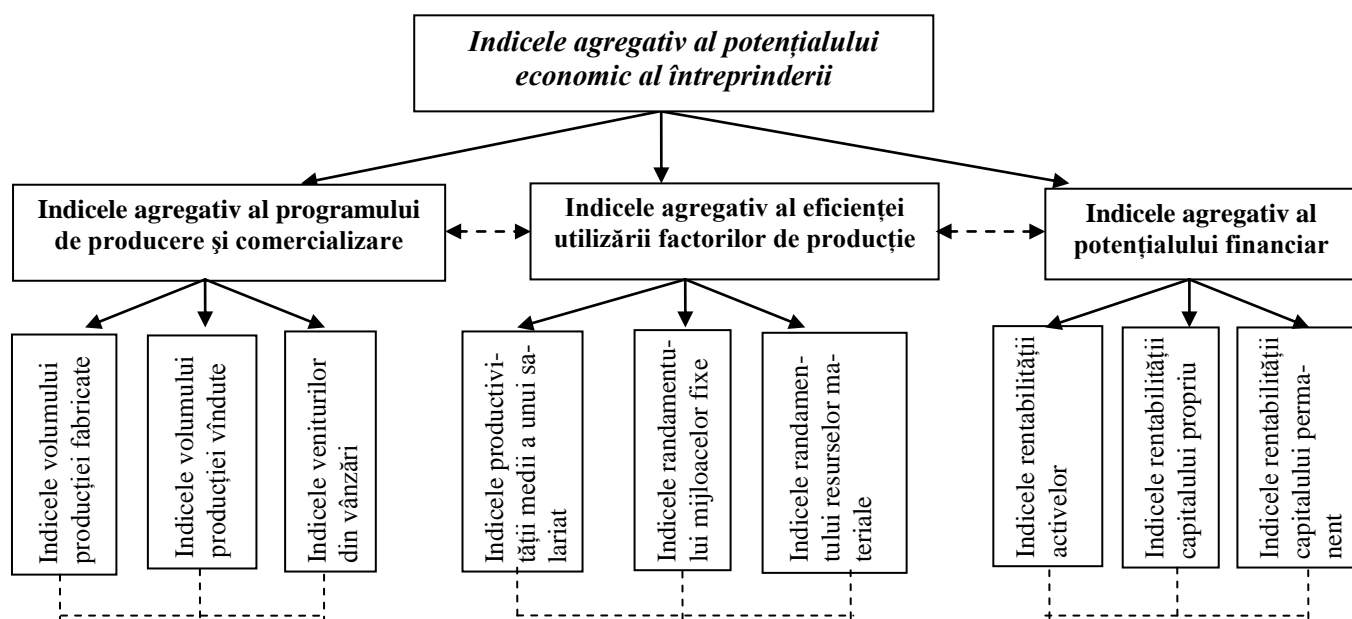 Indicele agregativ al potențialului
economic al întreprinderii
Indicele agregativ al programului
de producere şi comercializare
Indicele agregativ al eficienței
utilizării factorilor de producție
Indicele agregativ al
potențialului financiar
Indicele volumului
producției fabricate
Indicele volumului
producției vîndute
Indicele veniturilor
din vânzări
Indicele productivi-
tății medii a unui sa-
lariat
Indicele randamentu-
lui mijloacelor fixe
Indicele randamen-
tului resurselor ma-
teriale
Indicele rentabilității
activelor
Indicele rentabilității
capitalului propriu
Indicele rentabilității
capitalului perma-
nent